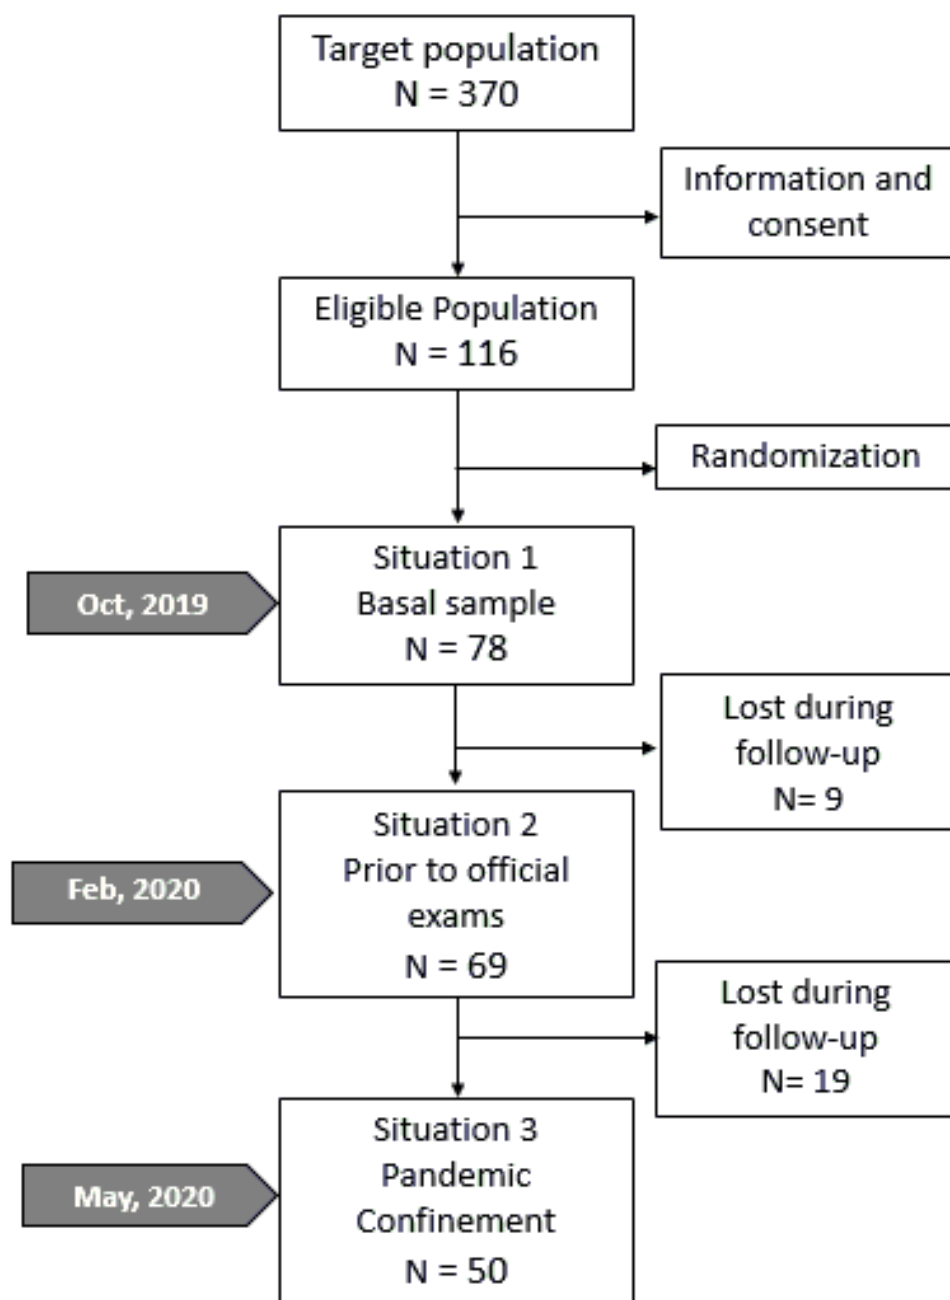 Target population
N = 370
Information and
consent
Eligible Population
N = 116
Randomization
Oct, 2019
Situation 1
Basal sample
N = 78
Lost during
follow-up
N= 9
Feb, 2020
Situation 2
Prior to official
exams
N = 69
Lost during
follow-up
N= 19
May, 2020
Situation 3
Pandemic
Confinement
N = 50